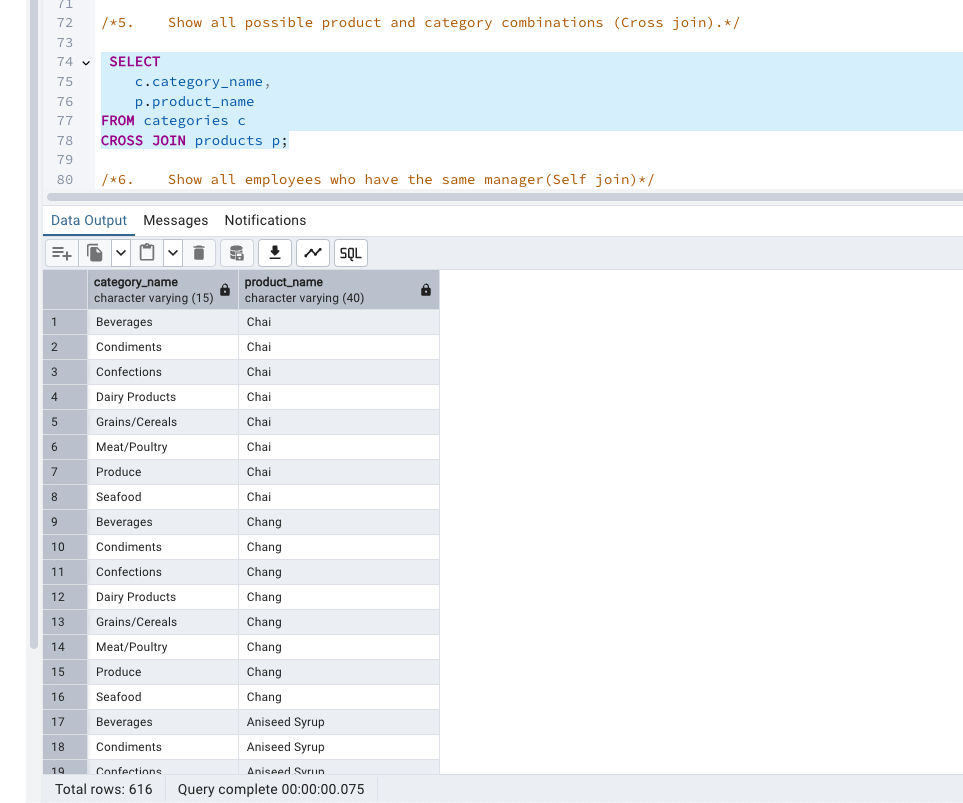 71
72 /*5.    Show all possible product and category combinations (Cross join).*/
73
74 SELECT
75 c.category_name,
76 p.product_name
77 FROM categories c
78 CROSS JOIN products p;
79
80 /*6.    Show all employees who have the same manager(Self join)*/
Data Output Messages Notifications
SQL
category_name product_name
character varying (15) character varying (40)
1 Beverages Chai
2 Condiments Chai
3 Confections Chai
4 Dairy Products Chai
5 Grains/Cereals Chai
6 Meat/Poultry Chai
7 Produce Chai
8 Seafood Chai
9 Beverages Chang
10 Condiments Chang
11 Confections Chang
12 Dairy Products Chang
13 Grains/Cereals Chang
14 Meat/Poultry Chang
15 Produce Chang
16 Seafood Chang
17 Beverages Aniseed Syrup
18 Condiments Aniseed Syrup
19 Confections Aniseed Syrup
Total rows: 616 Query complete 00:00:00.075